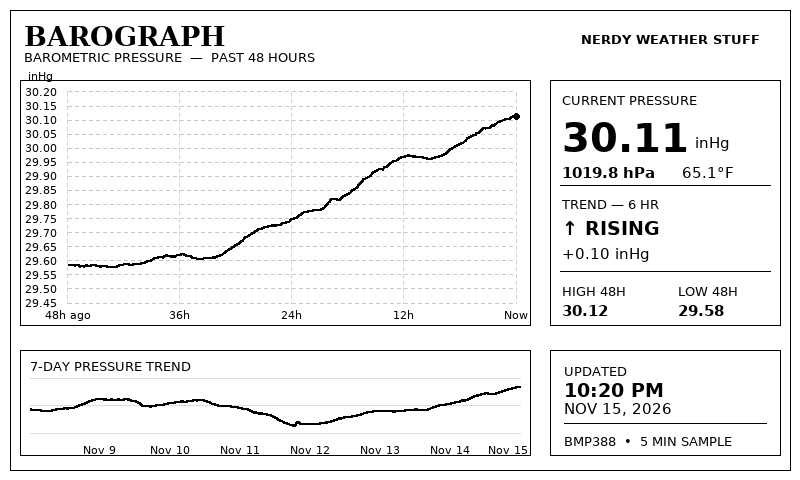 BAROGRAPH
BAROMETRIC PRESSURE — PAST 48 HOURS
NERDY WEATHER STUFF
inHg
30.20
30.15
30.10
30.05
30.00
29.95
29.90
29.85
29.80
29.75
29.70
29.65
29.60
29.55
29.50
29.45
48h ago 36h 24h 12h Now
CURRENT PRESSURE
30.11 inHg
1019.8 hPa 65.1°F
TREND — 6 HR
↑ RISING
+0.10 inHg
HIGH 48H LOW 48H
30.12 29.58
7-DAY PRESSURE TREND
Nov 9 Nov 10 Nov 11 Nov 12 Nov 13 Nov 14 Nov 15
UPDATED
10:20 PM
NOV 15, 2026
BMP388 • 5 MIN SAMPLE